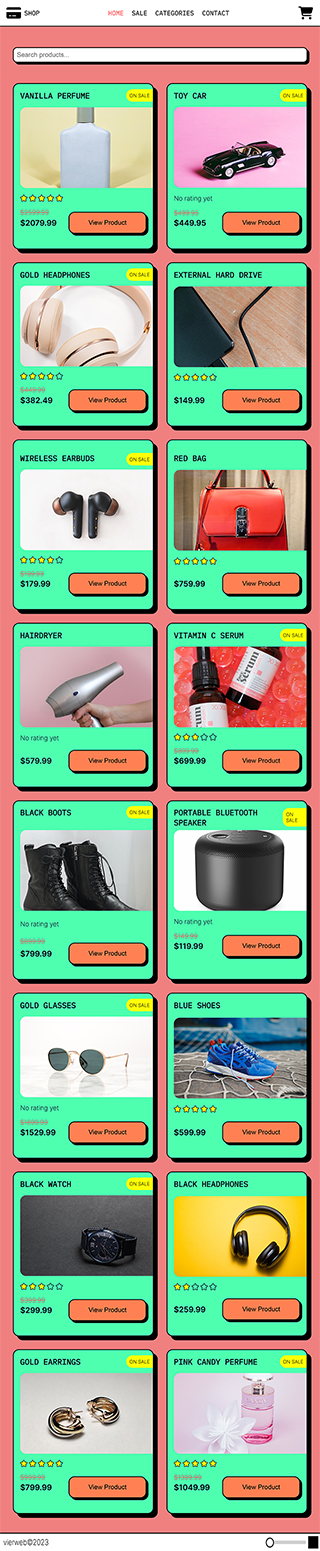 SHOP
HOME SALE CATEGORIES CONTACT
Search products...
VANILLA PERFUME
ON SALE
$2599.99
$2079.99
View Product
TOY CAR
ON SALE
No rating yet
$499.95
$449.95
View Product
GOLD HEADPHONES
ON SALE
$449.99
$382.49
View Product
EXTERNAL HARD DRIVE
$149.99
View Product
WIRELESS EARBUDS
ON SALE
$179.99
View Product
RED BAG
$759.99
View Product
HAIRDRYER
No rating yet
$579.99
View Product
VITAMIN C SERUM
ON SALE
serum
serum
$899.99
$699.99
View Product
BLACK BOOTS
ON SALE
No rating yet
$899.99
$799.99
View Product
PORTABLE BLUETOOTH
SPEAKER
ON
SALE
No rating yet
$149.99
$119.99
View Product
GOLD GLASSES
ON SALE
No rating yet
$1699.99
$1529.99
View Product
BLUE SHOES
$599.99
View Product
BLACK WATCH
ON SALE
$399.99
$299.99
View Product
BLACK HEADPHONES
$259.99
View Product
GOLD EARRINGS
ON SALE
$999.99
$799.99
View Product
PINK CANDY PERFUME
ON SALE
$1399.99
$1049.99
View Product
vierweb©2023